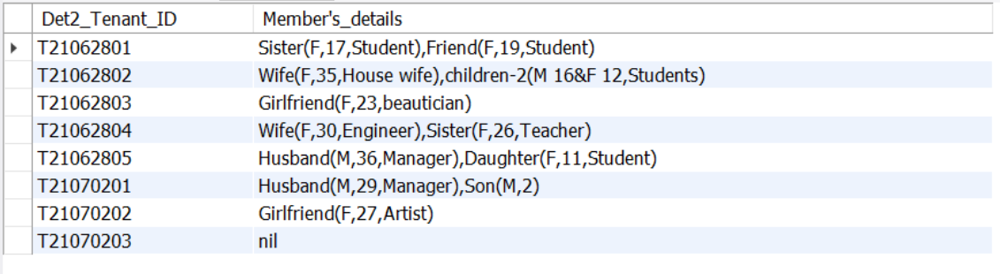 Det2_Tenant_ID Member's_details
T21062801 Sister(F,17,Student),Friend(F,19,Student)
T21062802 Wife(F,35,House wife),children-2(M 16&F 12,Students)
T21062803 Girlfriend(F,23,beautician)
T21062804 Wife(F,30,Engineer),Sister(F,26,Teacher)
T21062805 Husband(M,36,Manager),Daughter(F,11,Student)
T21070201 Husband(M,29,Manager),Son(M,2)
T21070202 Girlfriend(F,27,Artist)
T21070203 nil